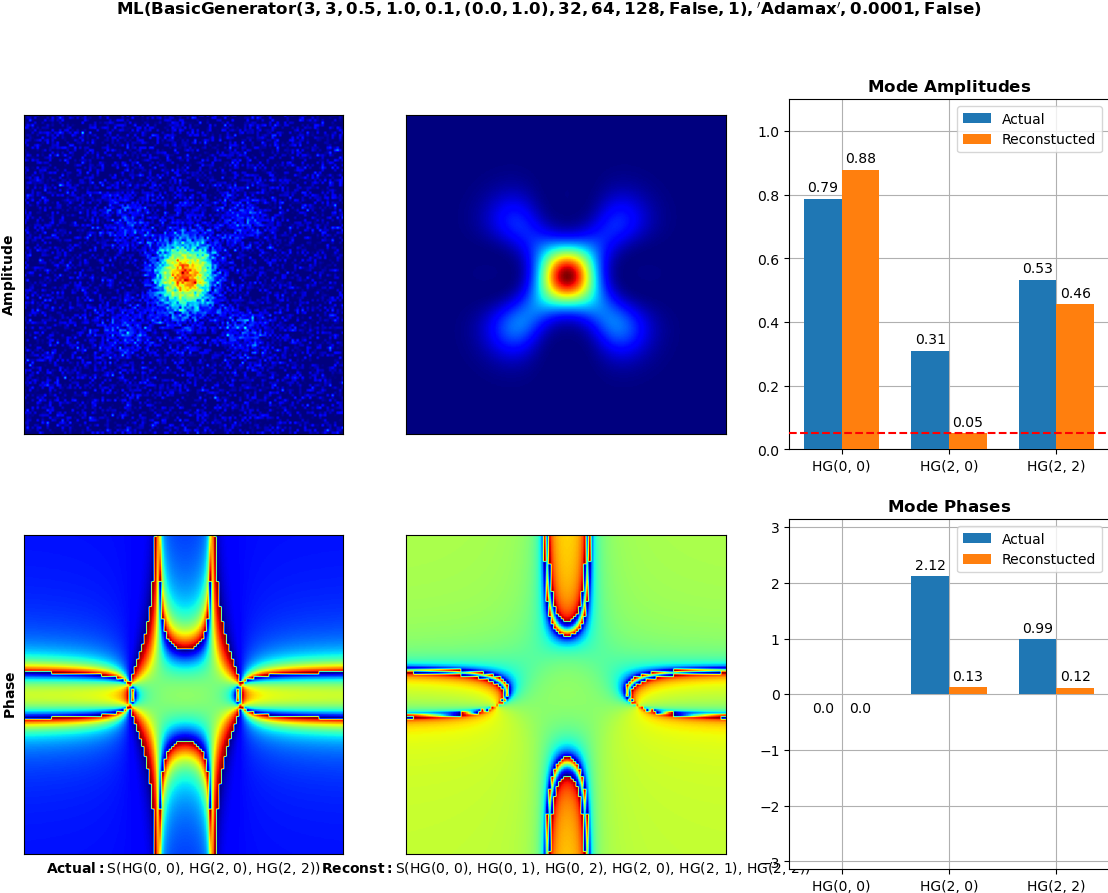 ML(BasicGenerator(3, 3, 0.5, 1.0, 0.1, (0.0, 1.0), 32, 64, 128, False, 1), ′Adamax′, 0.0001, False)
Mode Amplitudes
Amplitude
Actual
Reconstucted
1.0
0.8
0.6
0.4
0.2
0.0
0.79
0.88
0.31
0.05
0.53
0.46
HG(0, 0)
HG(2, 0)
HG(2, 2)
Mode Phases
Phase
Actual
Reconstucted
3
2
1
0
−1
−2
−3
0.0
0.0
2.12
0.13
0.99
0.12
HG(0, 0)
HG(2, 0)
HG(2, 2)
Actual: S(HG(0, 0), HG(2, 0), HG(2, 2))
Reconst: S(HG(0, 0), HG(0, 1), HG(0, 2), HG(2, 0), HG(2, 1), HG(2, 2))